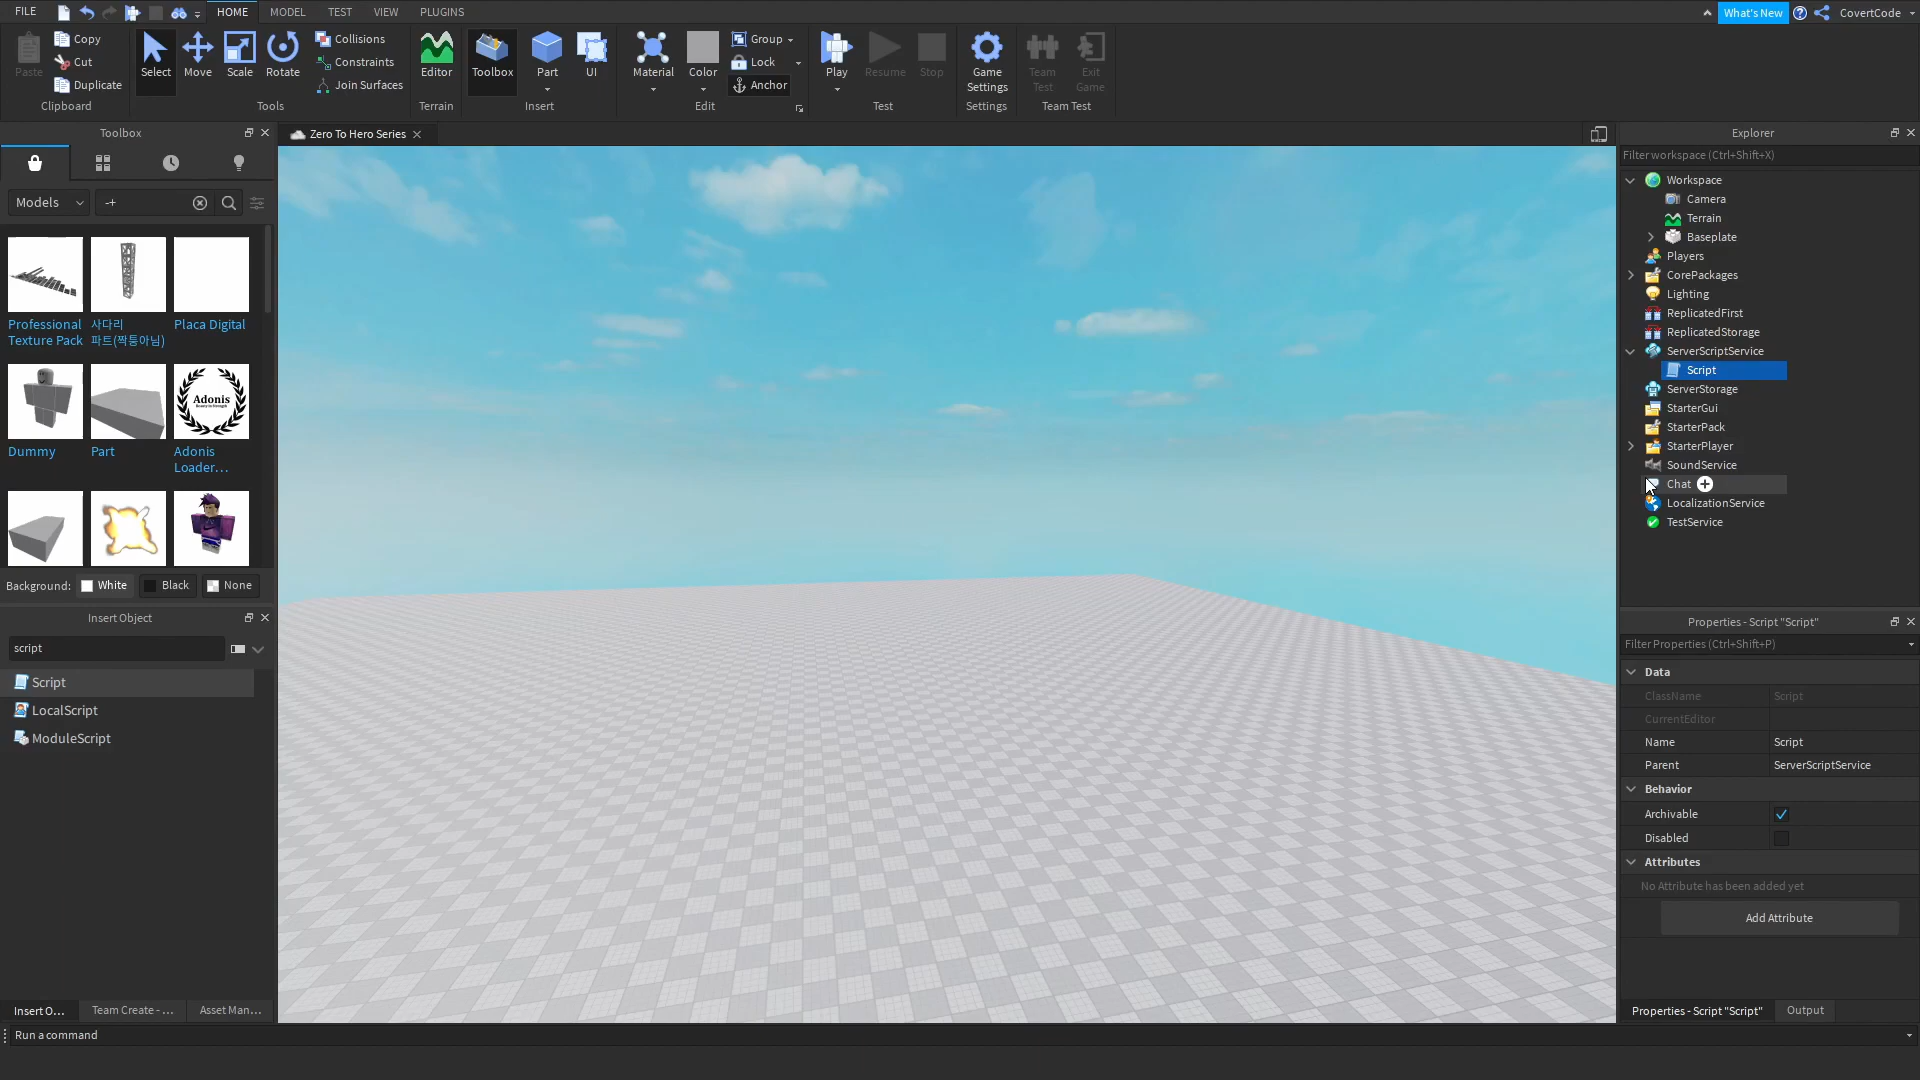 FILE
HOME
MODEL
TEST
VIEW
PLUGINS
What's New
CovertCode
Paste
Copy
Cut
Duplicate
Clipboard
Select
Move
Scale
Rotate
Collisions
Constraints
Join Surfaces
Tools
Editor
Terrain
Toolbox
Part
UI
Insert
Material
Color
Group
Lock
Anchor
Edit
Play
Resume
Stop
Test
Game
Settings
Settings
Team
Test
Exit
Game
Team Test
Toolbox
Models
-+
Professional
Texture Pack
사다리
파트(짝퉁아님)
Placa Digital
Dummy
Part
Adonis
Adonis
Loader...
Background:
White
Black
None
Insert Object
script
Script
LocalScript
ModuleScript
Insert O...
Team Create - ...
Asset Man...
Run a command
Zero To Hero Series
Explorer
Filter workspace (Ctrl+Shift+X)
Workspace
Camera
Terrain
Baseplate
Players
CorePackages
Lighting
ReplicatedFirst
ReplicatedStorage
ServerScriptService
Script
ServerStorage
StarterGui
StarterPack
StarterPlayer
SoundService
Chat
LocalizationService
TestService
Properties - Script "Script"
Filter Properties (Ctrl+Shift+P)
Data
ClassName Script
CurrentEditor
Name Script
Parent ServerScriptService
Behavior
Archivable
Disabled
Attributes
No Attribute has been added yet
Add Attribute
Properties - Script "Script"
Output